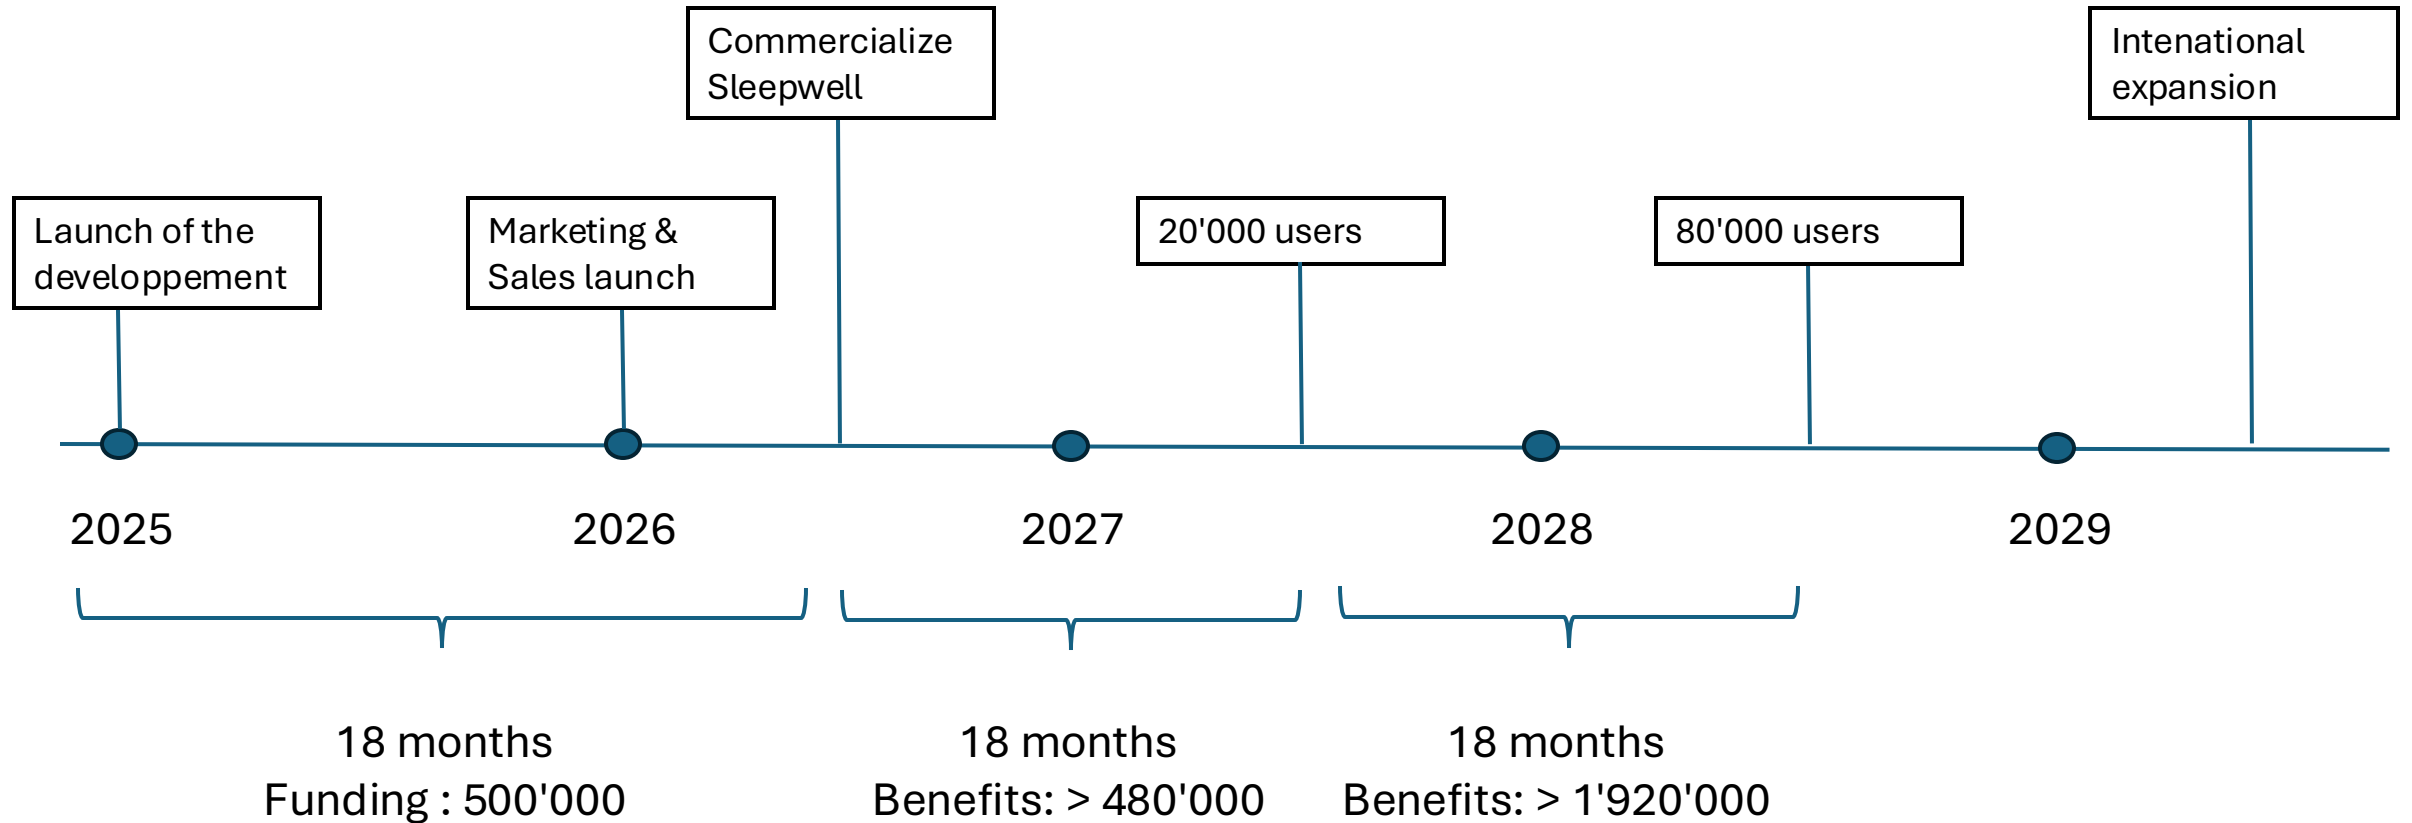 Commercialize
Sleepwell
Intenational
expansion
Launch of the
developpement
Marketing &
Sales launch
20'000 users
80'000 users
2025
2026
2027
2028
2029
18 months
Funding : 500'000
18 months
Benefits: > 480'000
18 months
Benefits: > 1'920'000